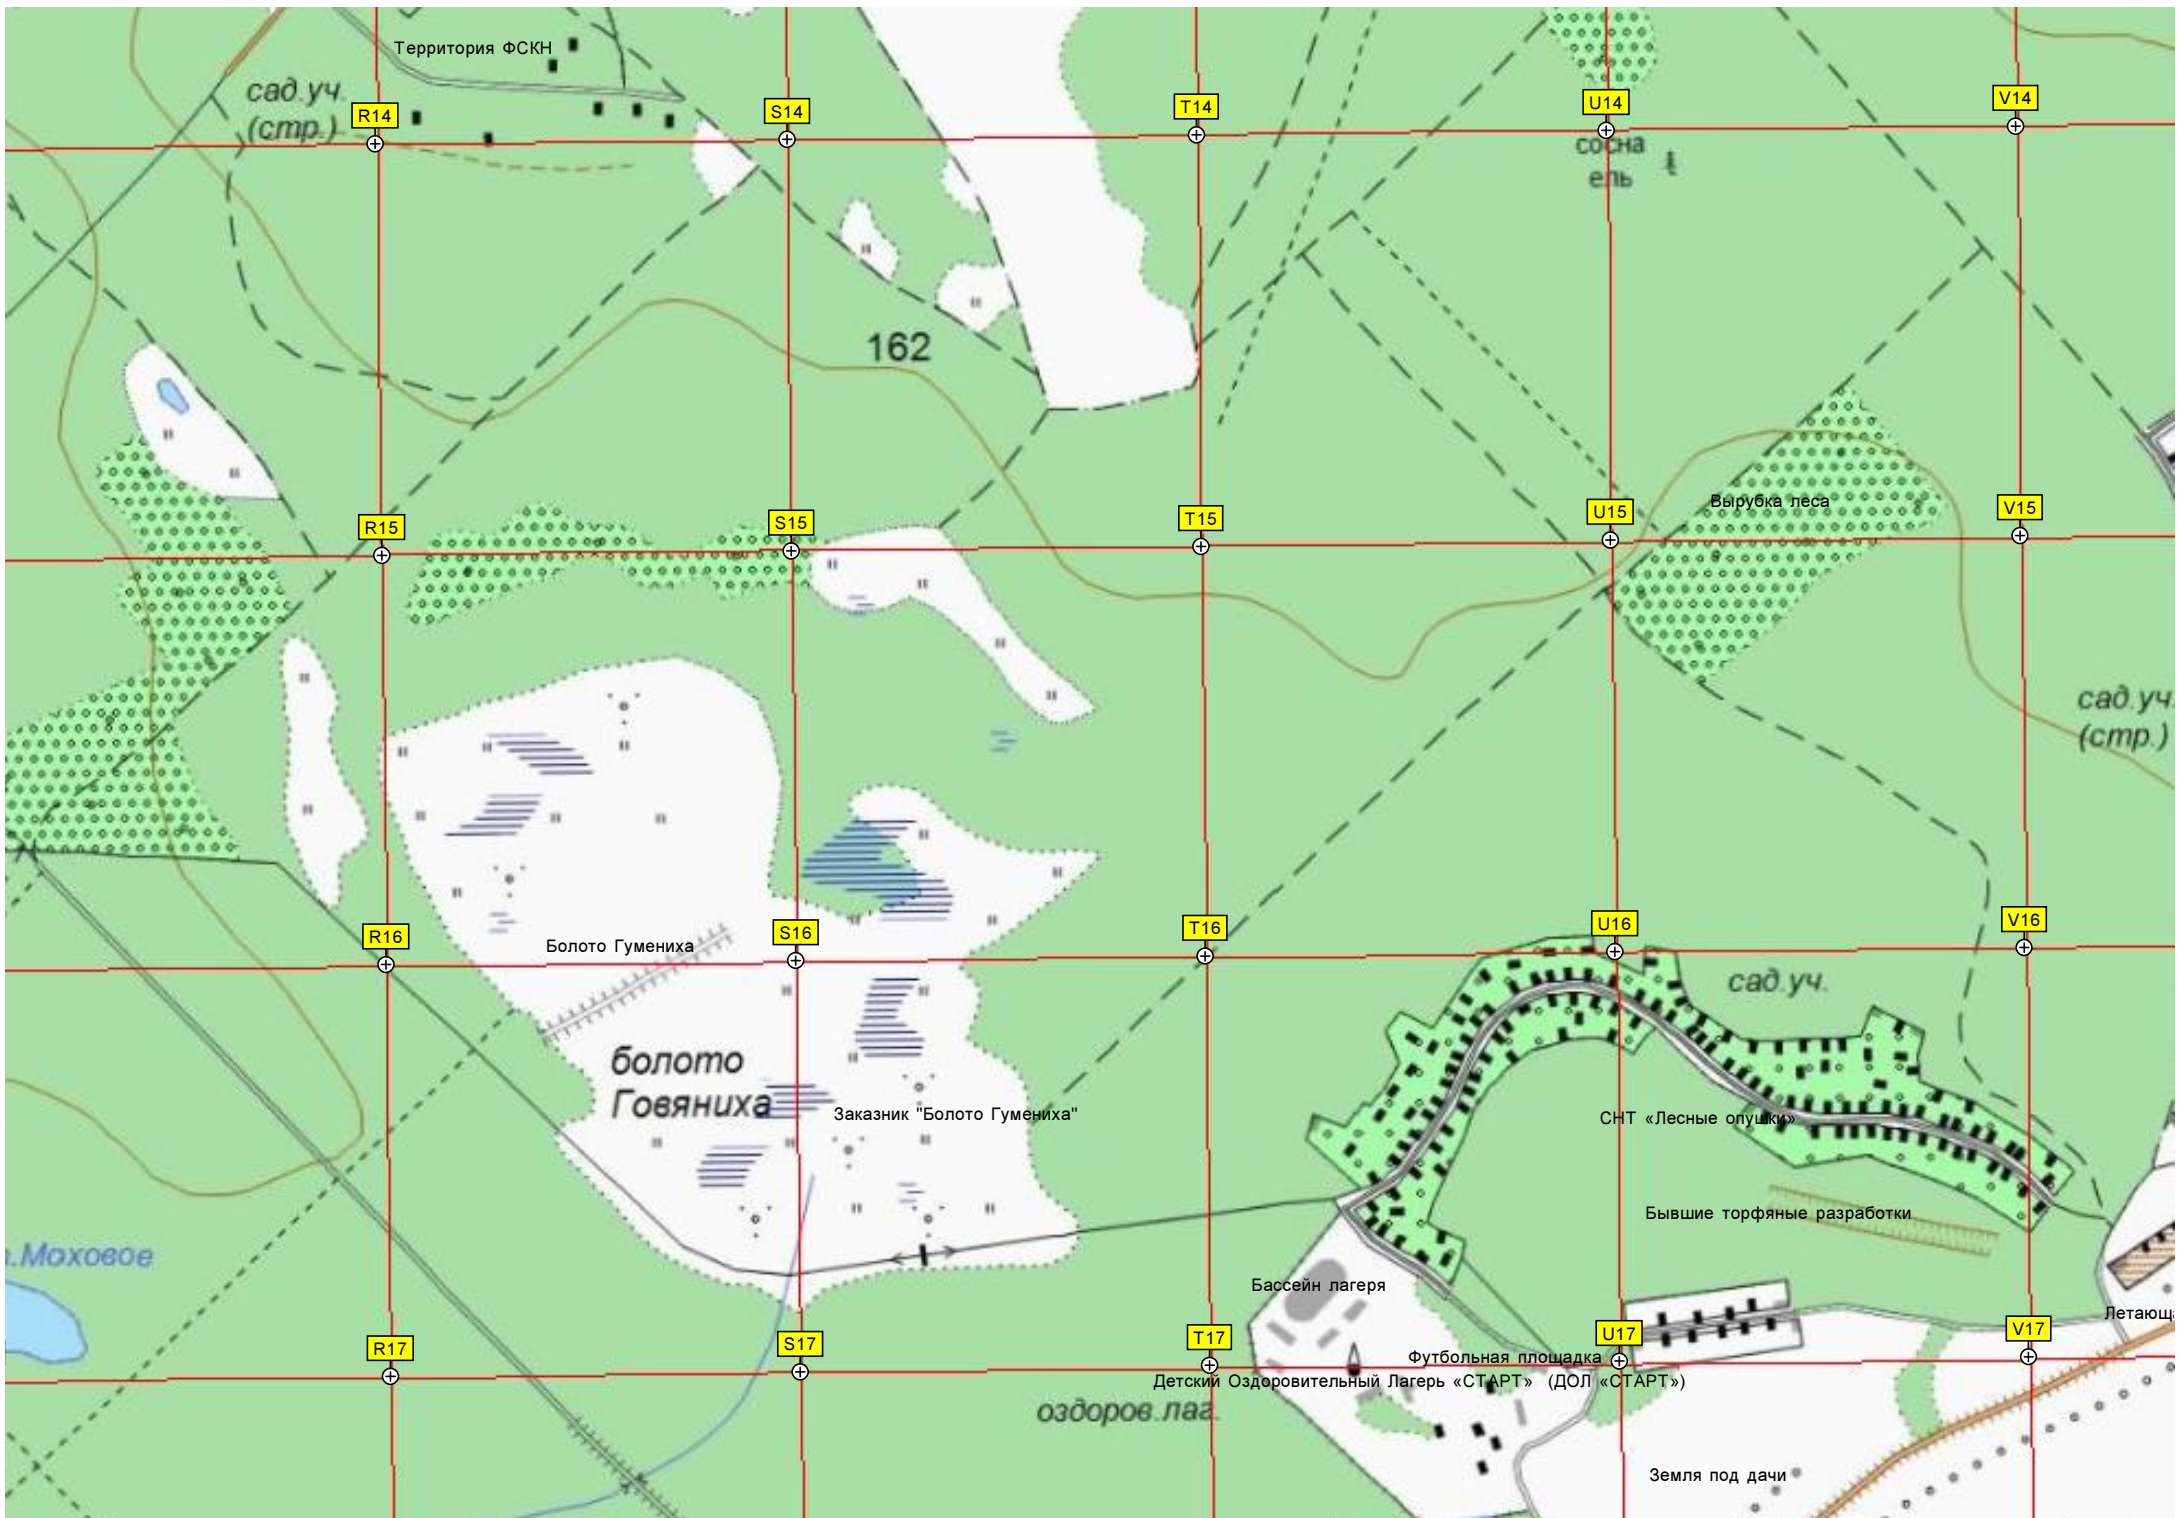 Территория ФСКН
сад.уч.
(стр.)
R14
S14
T14
U14
V14
сосна
ель
162
R15
S15
T15
U15
V15
Вырубка леса
сад.уч.
(стр.)
R16
S16
T16
U16
V16
Болото Гумениха
сад.уч.
болото
Говяниха
Заказник "Болото Гумениха"
СНТ «Лесные опушки»
Бывшие торфяные разработки
.Моховое
Бассейн лагеря
Летающ
R17
S17
T17
U17
V17
Футбольная площадка
Детский Оздоровительный Лагерь «СТАРТ» (ДОЛ «СТАРТ»)
оздоров.лаг.
Земля под дачи